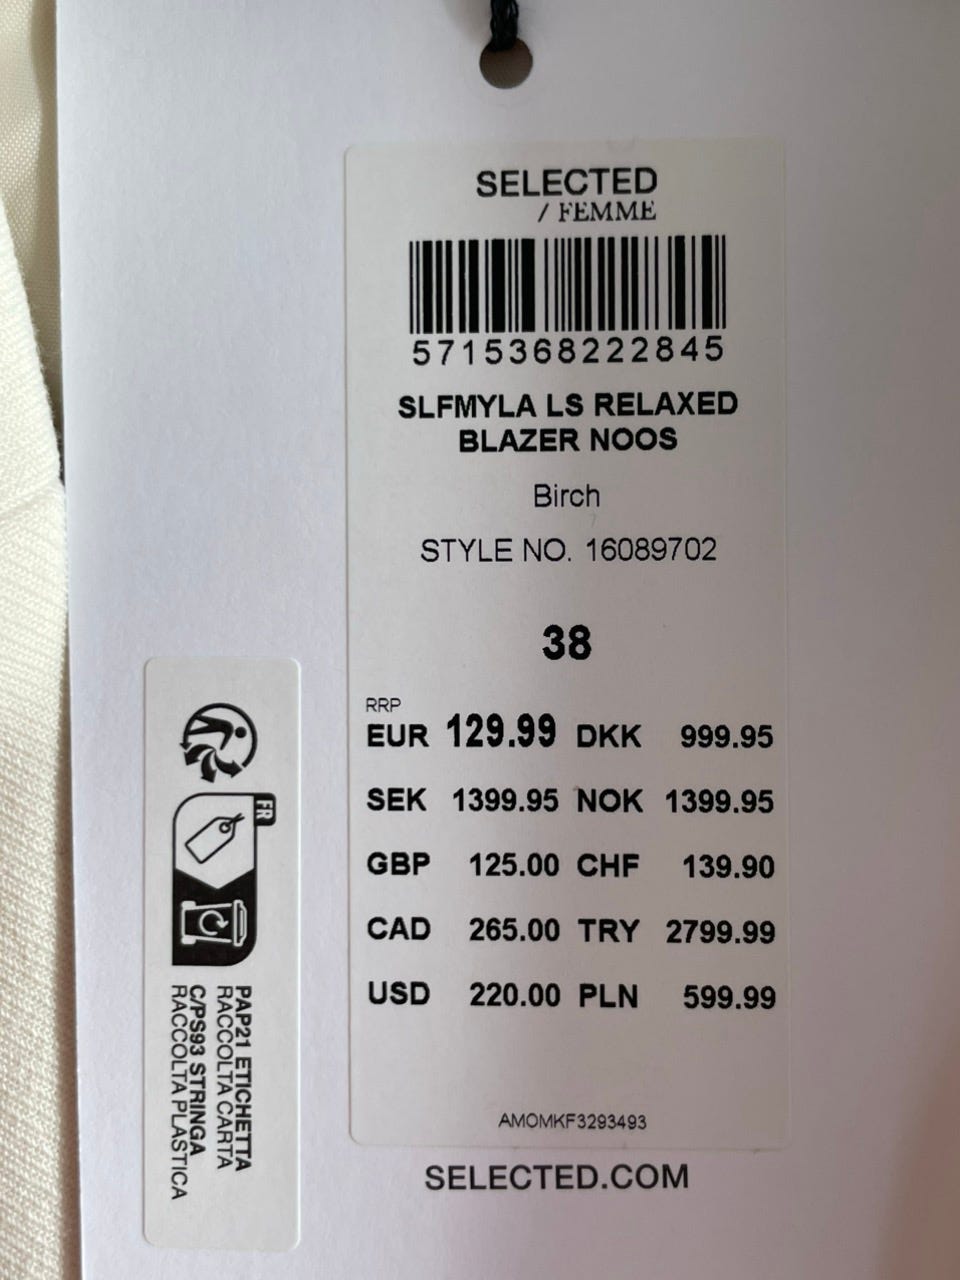 SELECTED
/ FEMME
5715368222845
SLFMYLA LS RELAXED
BLAZER NOOS
Birch
STYLE NO. 16089702
38
RRP
EUR 129.99 DKK 999.95
SEK 1399.95 NOK 1399.95
GBP 125.00 CHF 139.90
CAD 265.00 TRY 2799.99
USD 220.00 PLN 599.99
AMOMKF3293493
SELECTED.COM
FR
PAP21 ETICHETTA
RACCOLTA CARTA
C/PS93 STRINGA
RACCOLTA PLASTICA